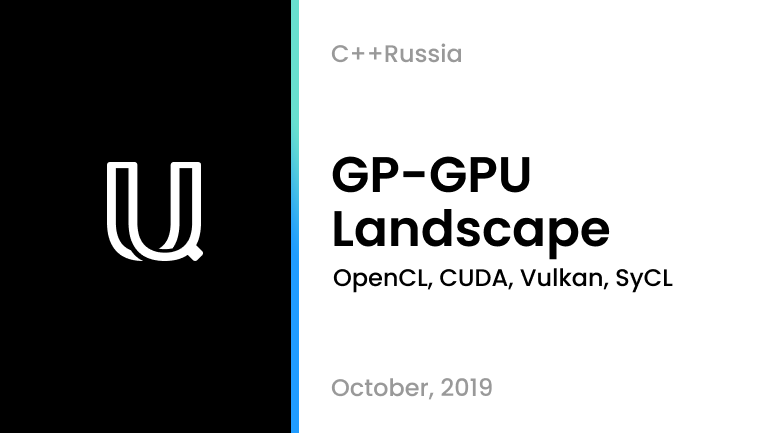 C++Russia
GP-GPU
Landscape
OpenCL, CUDA, Vulkan, SyCL
October, 2019